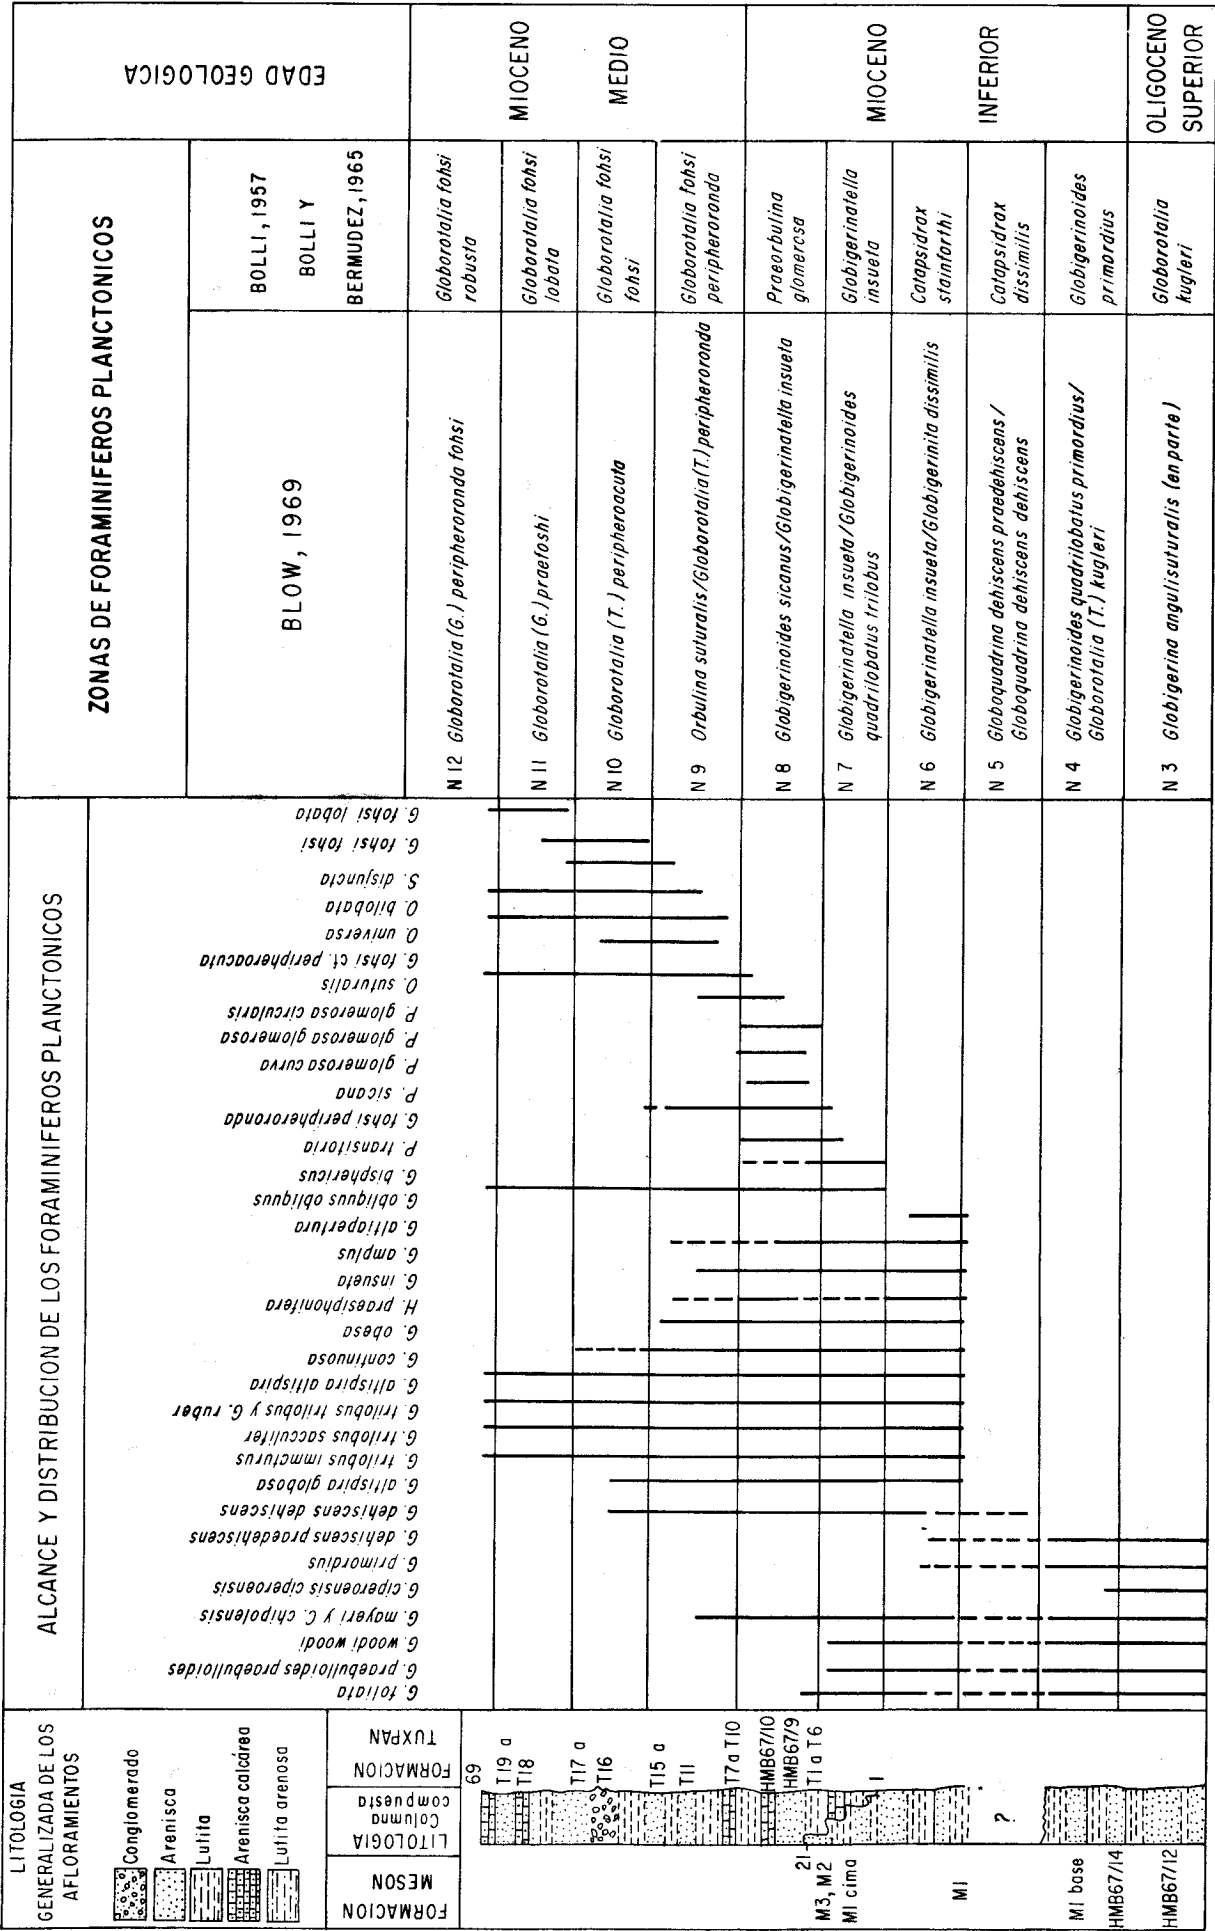 LITOLOGIA
GENERALIZADA DE LOS
AFLORAMIENTOS
Conglomerado
Arenisca
Lutita
Arenisca calcárea
Lutita arenosa
FORMACION
MESON
LITOLOGIA
Columna
compuesta
FORMACION
TUXPAN
69
T19 a
T18
T17 a
T16
T15 a
T11
T7 a T10
HMB67/10
HMB67/9
T1 a T6
21
1
M3, M2
M1 cima
M1
?
M1 base
HMB67/14
HMB67/12
ALCANCE Y DISTRIBUCION DE LOS FORAMINIFEROS PLANCTONICOS
G. foliata
G. praebulloides praebulloides
G. woodi woodi
G. mayeri y C. chipolensis
G. ciperoensis ciperoensis
G. primordius
G. dehiscens praedehiscens
G. dehiscens dehiscens
G. altispira globosa
G. trilobus immcturus
G. trilobus sacculifer
G. trilobus trilobus y G. ruber
G. altispira altispira
G. continuosa
G. obesa
H. praesiphonifera
G. insueta
G. amplus
G. altiapertura
G. obliquus obliquus
G. bisphericus
P. transitoria
G. fohsi peripheroronda
P. sicana
P. glomerosa curva
P. glomerosa glomerosa
P. glomerosa circularis
O. suturalis
G. fohsi cf. peripheroacuta
O. universa
O. bilobata
S. disjuncta
G. fohsi fohsi
G. fohsi lobata
ZONAS DE FORAMINIFEROS PLANCTONICOS
BLOW, 1969
BOLLI, 1957
BOLLI Y
BERMUDEZ, 1965
EDAD GEOLOGICA
N 12 Globorotalia (G.) peripheroronda fohsi
Globorotalia fohsi
robusta
N 11 Globorotalia (G.) praefoshi
Globorotalia fohsi
lobata
N 10 Globorotalia (T.) peripheroacuta
Globorotalia fohsi
fohsi
N 9 Orbulina suturalis/Globorotalia (T.) peripheroronda
Globorotalia fohsi
peripheroronda
MIOCENO
MEDIO
N 8 Globigerinoides sicanus/Globigerinatella insueta
Praeorbulina
glomerosa
N 7 Globigerinatella insueta/Globigerinoides
quadrilobatus trilobus
Globigerinatella
insueta
N 6 Globigerinatella insueta/Globigerinita dissimilis
Catapsidrax
stainforthi
N 5 Globoquadrina dehiscens praedehiscens/
Globoquadrina dehiscens dehiscens
Catapsidrax
dissimilis
N 4 Globigerinoides quadrilobatus primordius/
Globorotalia (T.) kugleri
Globigerinoides
primordius
MIOCENO
INFERIOR
N 3 Globigerina angulisuturalis (en parte)
Globorotalia
kugleri
OLIGOCENO
SUPERIOR